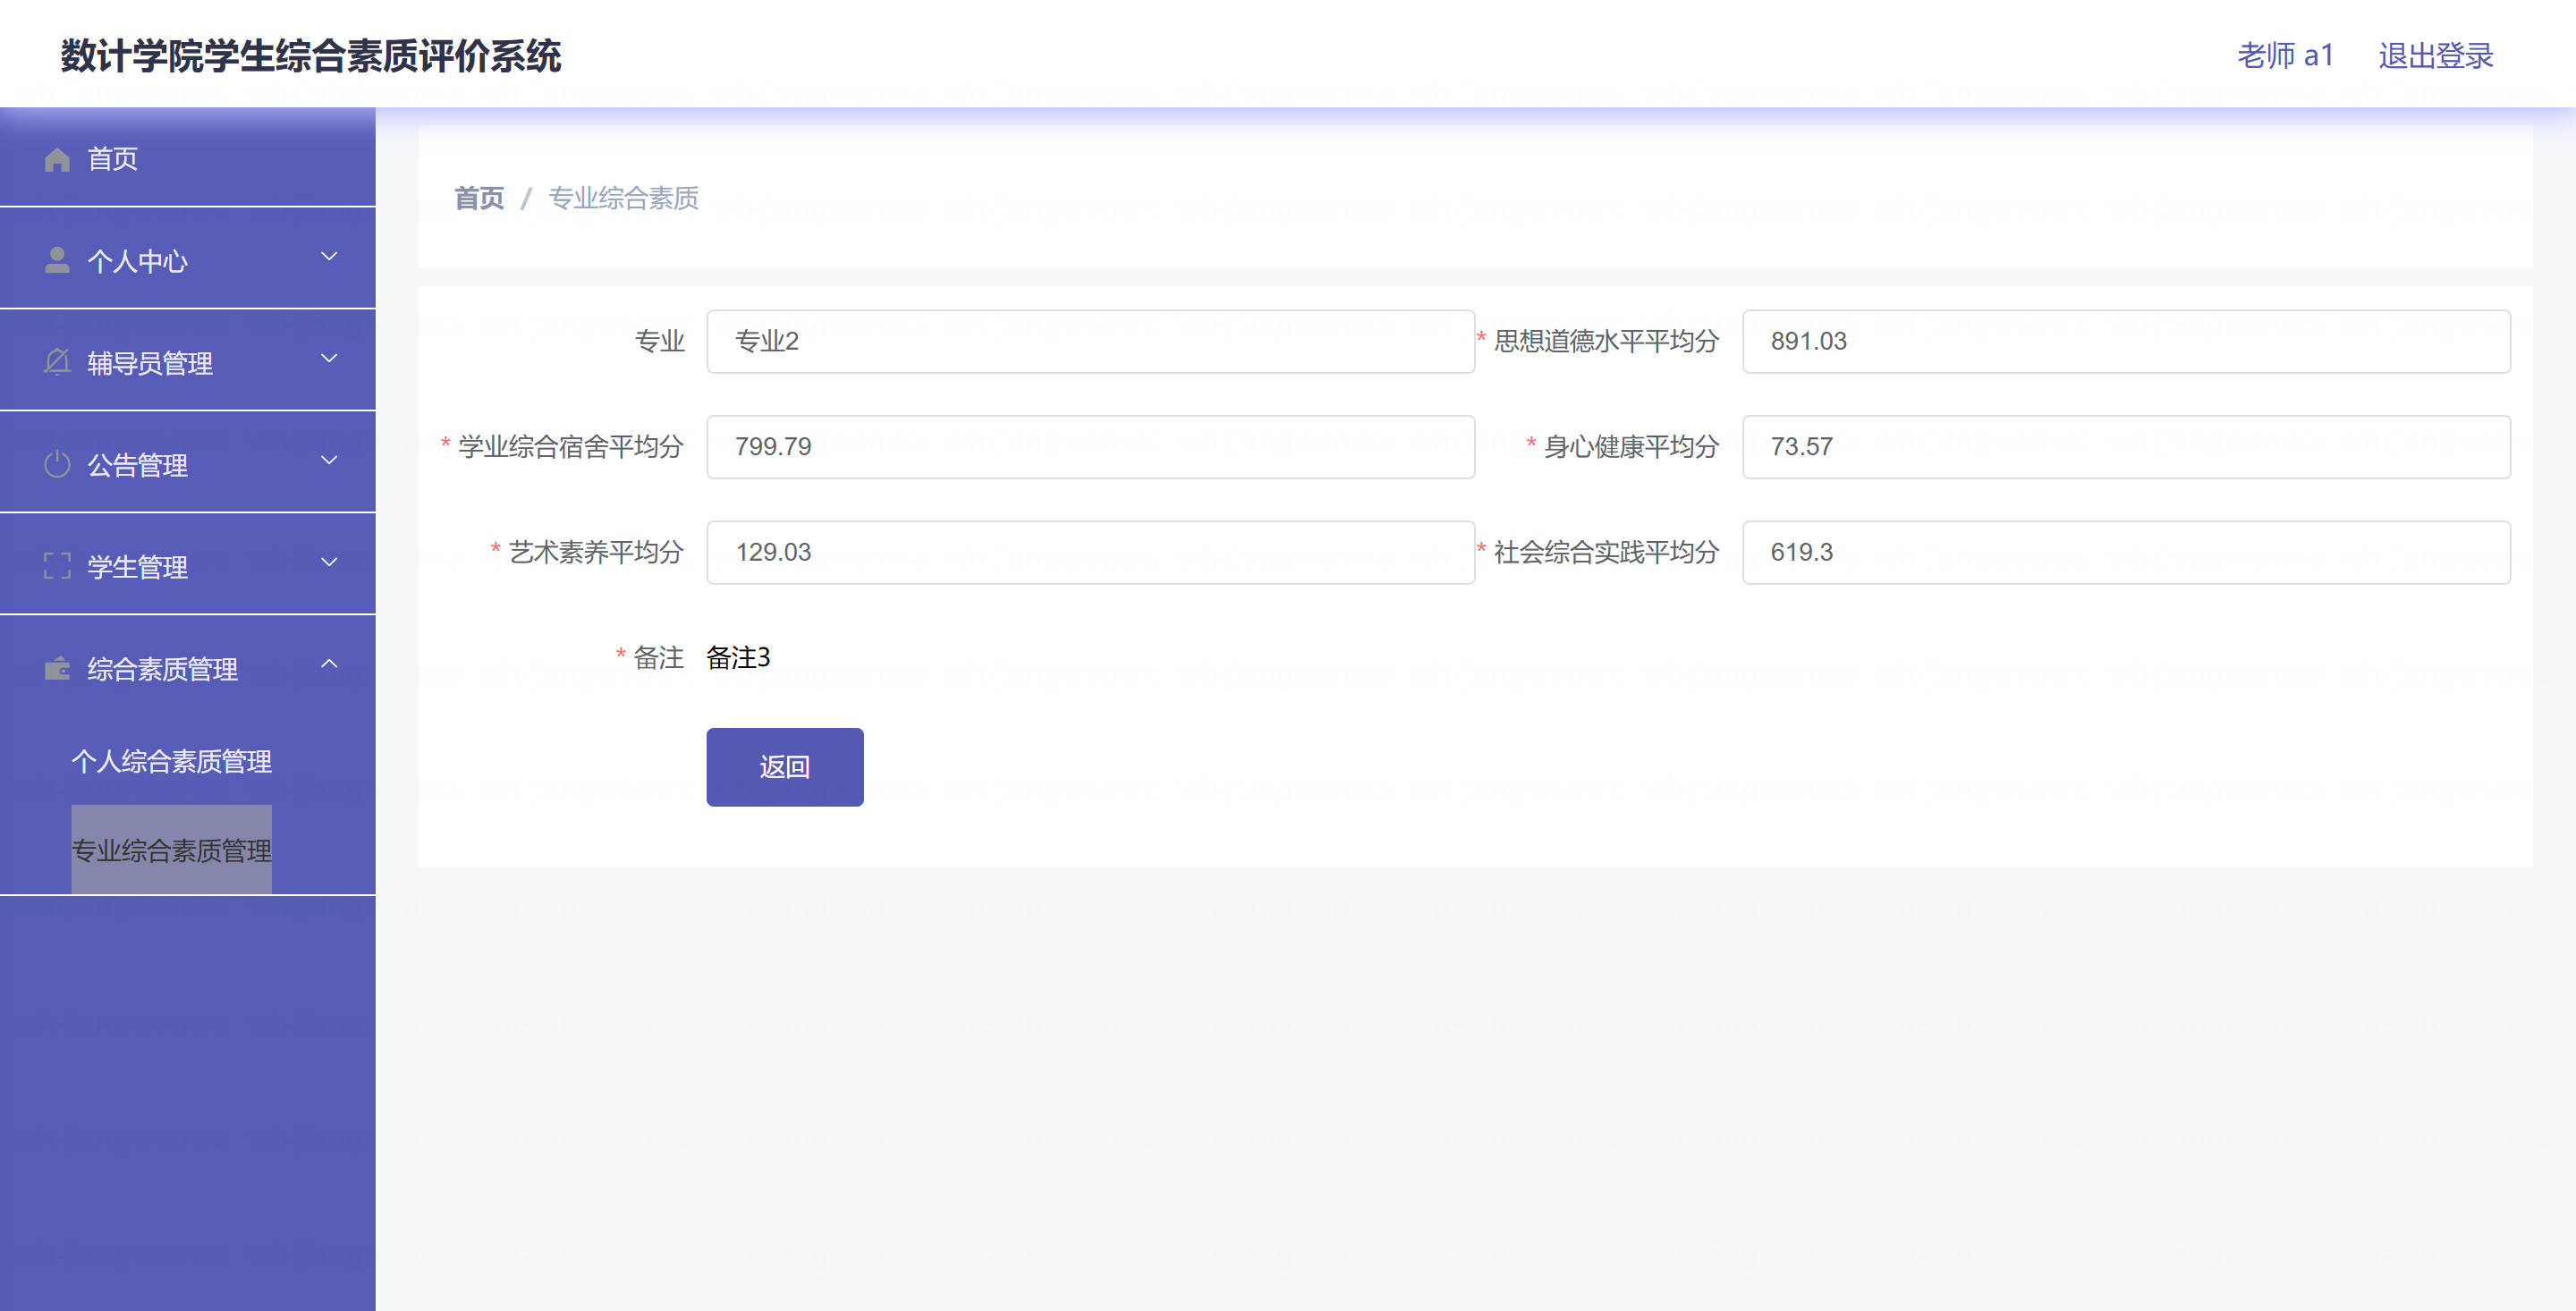 数计学院学生综合素质评价系统
老师 a1 退出登录
首页
个人中心
辅导员管理
公告管理
学生管理
综合素质管理
个人综合素质管理
专业综合素质管理
首页 / 专业综合素质
专业 专业2 * 思想道德水平平均分 891.03
* 学业综合宿舍平均分 799.79 * 身心健康平均分 73.57
* 艺术素养平均分 129.03 * 社会综合实践平均分 619.3
* 备注 备注3
返回